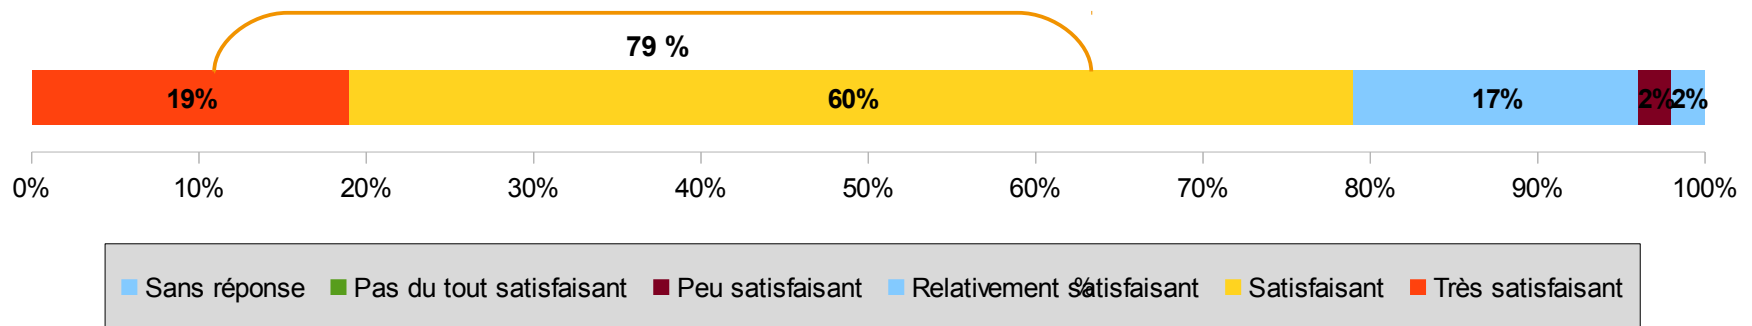 79 %
19% 60% 17% 2% 2%
0% 10% 20% 30% 40% 50% 60% 70% 80% 90% 100%
Sans réponse Pas du tout satisfaisant Peu satisfaisant Relativement satisfaisant % Satisfaisant Très satisfaisant